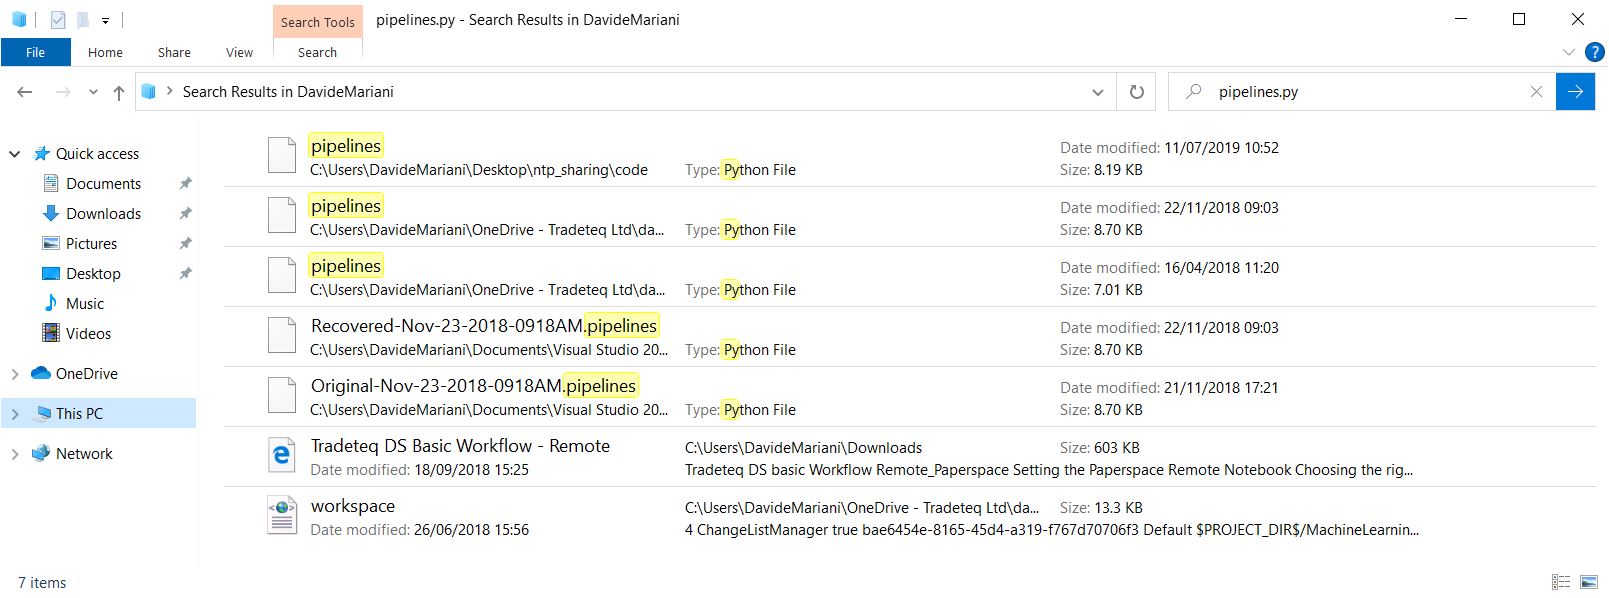 Search Tools pipelines.py - Search Results in DavideMariani
File Home Share View Search
Search Results in DavideMariani pipelines.py
Quick access
Documents
Downloads
Pictures
Desktop
Music
Videos
OneDrive
This PC
Network
pipelines Date modified: 11/07/2019 10:52
C:\Users\DavideMariani\Desktop\ntp_sharing\code Type: Python File Size: 8.19 KB
pipelines Date modified: 22/11/2018 09:03
C:\Users\DavideMariani\OneDrive - Tradeteq Ltd\da... Type: Python File Size: 8.70 KB
pipelines Date modified: 16/04/2018 11:20
C:\Users\DavideMariani\OneDrive - Tradeteq Ltd\da... Type: Python File Size: 7.01 KB
Recovered-Nov-23-2018-0918AM.pipelines Date modified: 22/11/2018 09:03
C:\Users\DavideMariani\Documents\Visual Studio 20... Type: Python File Size: 8.70 KB
Original-Nov-23-2018-0918AM.pipelines Date modified: 21/11/2018 17:21
C:\Users\DavideMariani\Documents\Visual Studio 20... Type: Python File Size: 8.70 KB
Tradeteq DS Basic Workflow - Remote C:\Users\DavideMariani\Downloads Size: 603 KB
Date modified: 18/09/2018 15:25 Tradeteq DS basic Workflow Remote_Paperspace Setting the Paperspace Remote Notebook Choosing the rig...
workspace C:\Users\DavideMariani\OneDrive - Tradeteq Ltd\da... Size: 13.3 KB
Date modified: 26/06/2018 15:56 4 ChangeListManager true bae6454e-8165-45d4-a319-f767d70706f3 Default $PROJECT_DIR$/MachineLearnin...
7 items